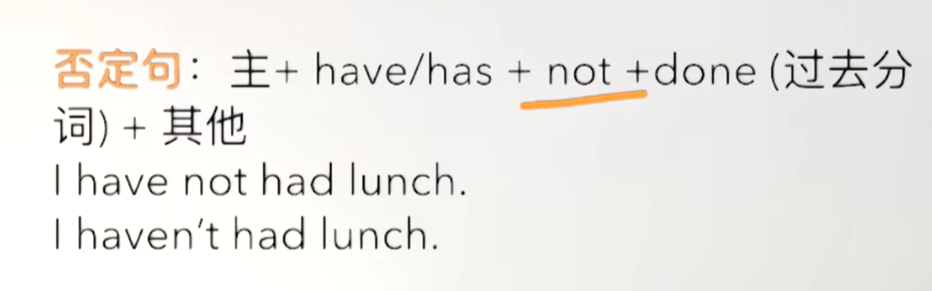 否定句：主+ have/has + not +done (过去分
词) + 其他
I have not had lunch.
I haven't had lunch.